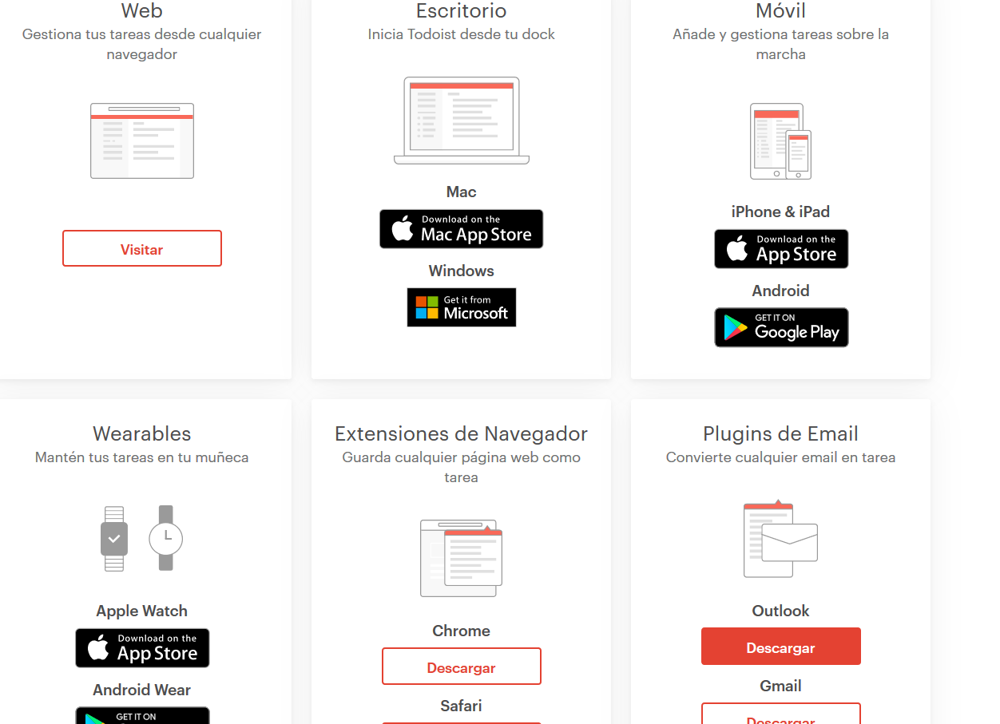 Web
Gestiona tus tareas desde cualquier
navegador
Visitar
Escritorio
Inicia Todoist desde tu dock
Mac
Download on the
Mac App Store
Windows
Get it from
Microsoft
Móvil
Añade y gestiona tareas sobre la
marcha
iPhone & iPad
Download on the
App Store
Android
GET IT ON
Google Play
Wearables
Mantén tus tareas en tu muñeca
Apple Watch
Download on the
App Store
Android Wear
GET IT ON
Extensiones de Navegador
Guarda cualquier página web como
tarea
Chrome
Descargar
Safari
Plugins de Email
Convierte cualquier email en tarea
Outlook
Descargar
Gmail
Descargar